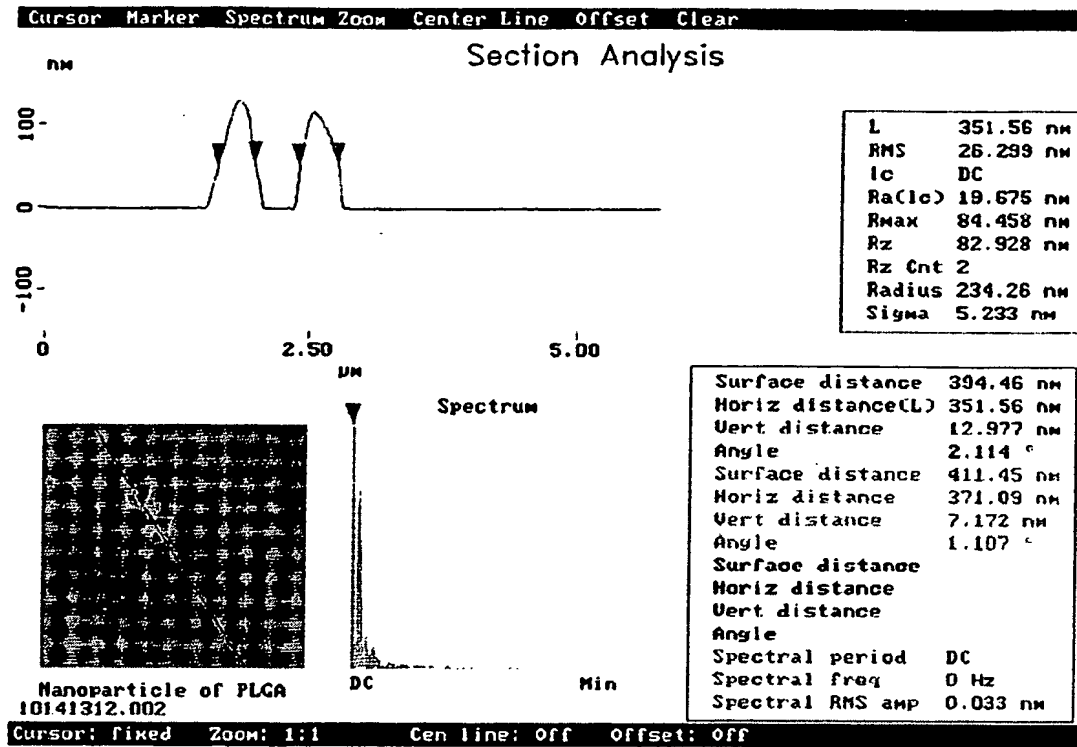 Cursor Marker Spectrum Zoom Center Line Offset Clear
Section Analysis
nm
100
0
-100
0 2.50 5.00
µm
L 351.56 nm
RMS 26.299 nm
lc DC
Ra(lc) 19.675 nm
Rmax 84.458 nm
Rz 82.928 nm
Rz Cnt 2
Radius 234.26 nm
Sigma 5.233 nm
Spectrum
DC Min
Surface distance 394.46 nm
Horiz distance(L) 351.56 nm
Vert distance 12.977 nm
Angle 2.114 °
Surface distance 411.45 nm
Horiz distance 371.09 nm
Vert distance 7.172 nm
Angle 1.107 °
Surface distance
Horiz distance
Vert distance
Angle
Spectral period DC
Spectral freq 0 Hz
Spectral RMS amp 0.033 nm
Nanoparticle of PLGA
10141312.002
Cursor: fixed Zoom: 1:1 Cen line: Off Offset: Off